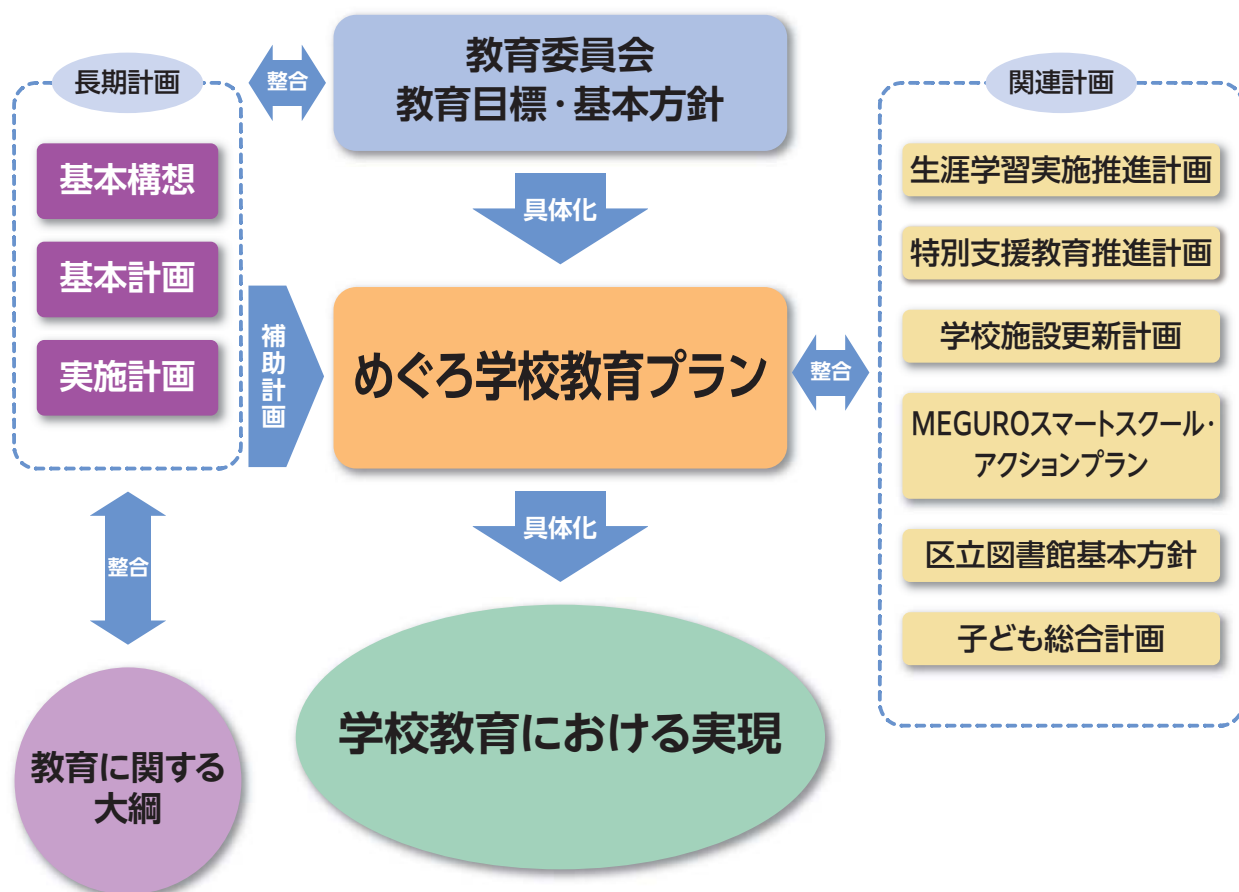 長期計画
整合
教育委員会
教育目標・基本方針
関連計画
基本構想
基本計画
実施計画
具体化
補助計画
めぐろ学校教育プラン
整合
生涯学習実施推進計画
特別支援教育推進計画
学校施設更新計画
MEGUROスマートスクール・
アクションプラン
区立図書館基本方針
子ども総合計画
具体化
整合
学校教育における実現
教育に関する
大綱